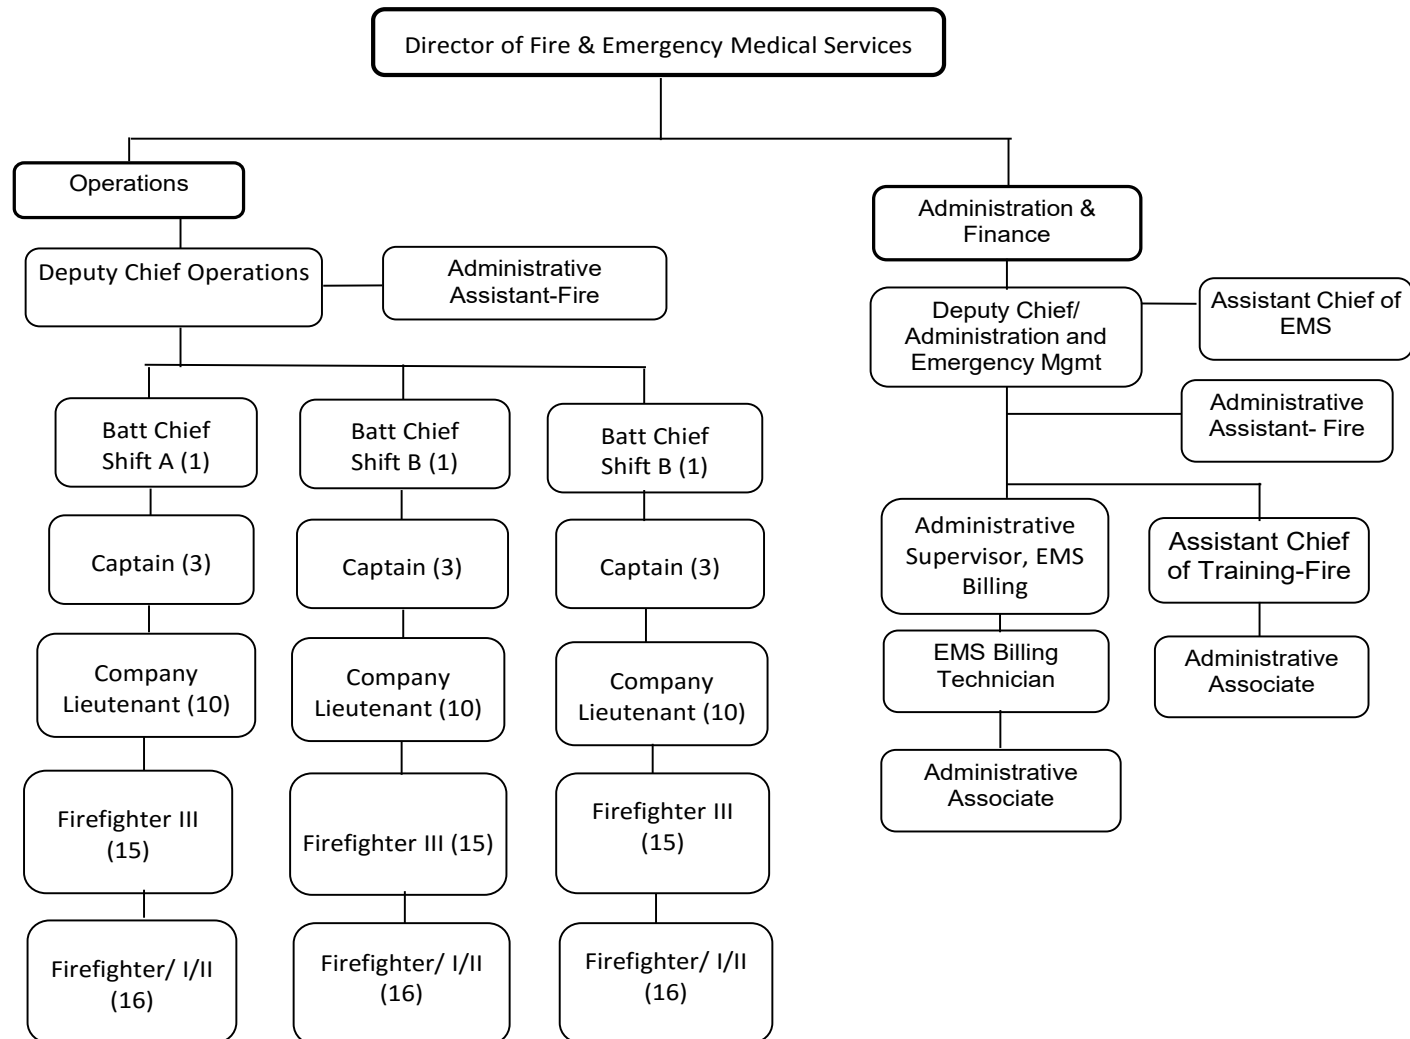 Director of Fire & Emergency Medical Services
Operations
Deputy Chief Operations
Administrative
Assistant-Fire
Batt Chief
Shift A (1)
Captain (3)
Company
Lieutenant (10)
Firefighter III
(15)
Firefighter/ I/II
(16)
Batt Chief
Shift B (1)
Captain (3)
Company
Lieutenant (10)
Firefighter III (15)
Firefighter/ I/II
(16)
Batt Chief
Shift B (1)
Captain (3)
Company
Lieutenant (10)
Firefighter III
(15)
Firefighter/ I/II
(16)
Administration &
Finance
Deputy Chief/
Administration and
Emergency Mgmt
Assistant Chief of
EMS
Administrative
Assistant- Fire
Administrative
Supervisor, EMS
Billing
EMS Billing
Technician
Administrative
Associate
Assistant Chief
of Training-Fire
Administrative
Associate